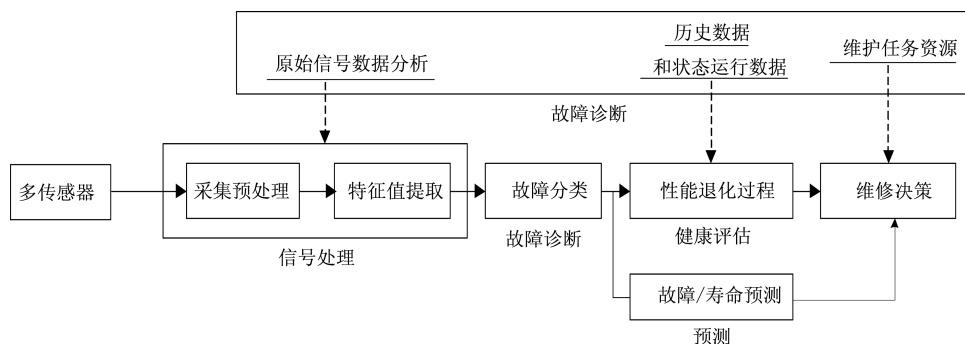 历史数据
原始信号数据分析
和状态运行数据
维护任务资源
故障诊断
多传感器
采集预处理
特征值提取
故障分类
性能退化过程
维修决策
信号处理
故障诊断
健康评估
故障/寿命预测
预测